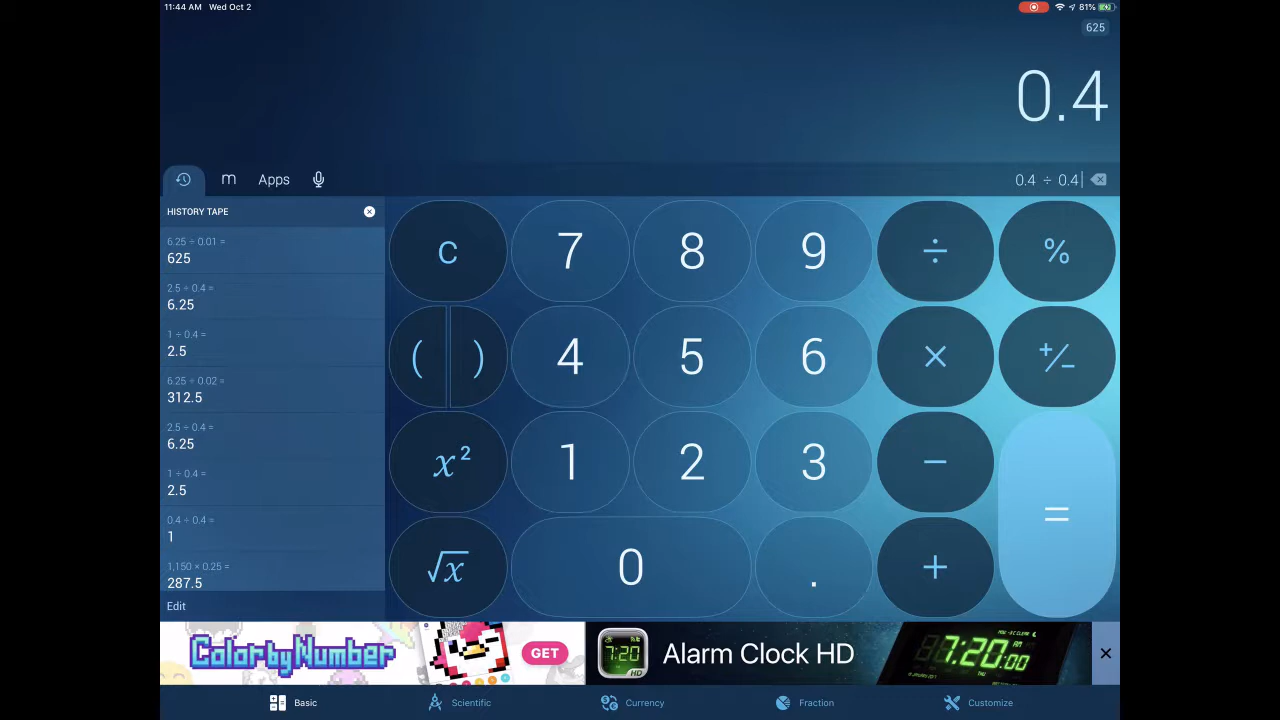 11:44 AM Wed Oct 2
81%
625
0.4
m Apps
0.4 ÷ 0.4
HISTORY TAPE
6.25 ÷ 0.01 =
625
2.5 ÷ 0.4 =
6.25
1 ÷ 0.4 =
2.5
6.25 ÷ 0.02 =
312.5
2.5 ÷ 0.4 =
6.25
1 ÷ 0.4 =
2.5
0.4 ÷ 0.4 =
1
1,150 × 0.25 =
287.5
Edit
C 7 8 9 ÷ %
( ) 4 5 6 × +/−
x² 1 2 3 −
=
√x 0 . +
Color by Number
GET
7:20
HD
Alarm Clock HD
7:20:00
Basic Scientific Currency Fraction Customize